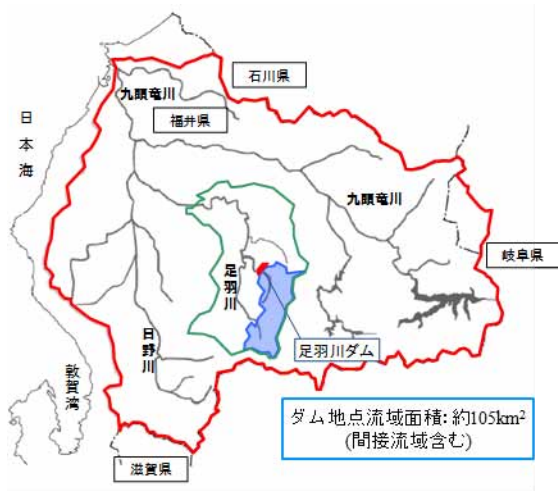 石川県
九頭竜川
福井県
日本海
九頭竜川
岐阜県
足羽川
足羽川ダム
日野川
敦賀湾
ダム地点流域面積:約105km²
(間接流域含む)
滋賀県